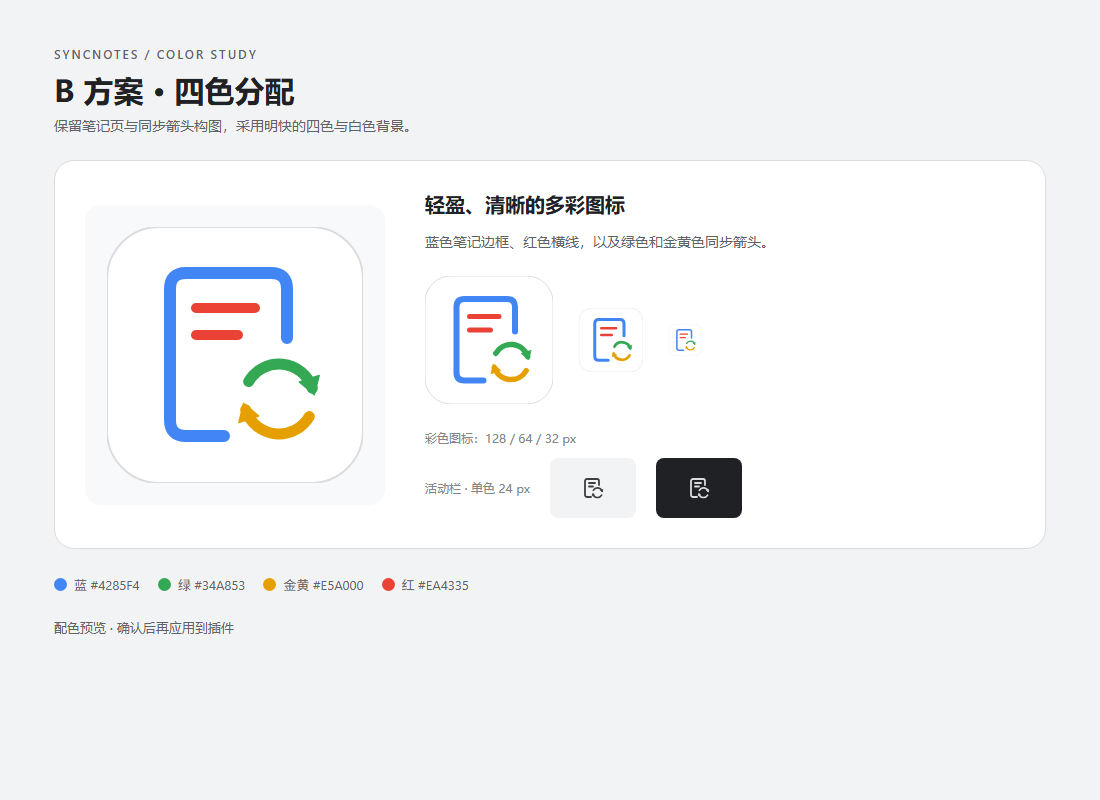 SYNCNOTES / COLOR STUDY
B 方案 · 四色分配
保留笔记页与同步箭头构图，采用明快的四色与白色背景。
轻盈、清晰的多彩图标
蓝色笔记边框、红色横线，以及绿色和金黄色同步箭头。
彩色图标：128 / 64 / 32 px
活动栏 · 单色 24 px
蓝 #4285F4 绿 #34A853 金黄 #E5A000 红 #EA4335
配色预览 · 确认后再应用到插件